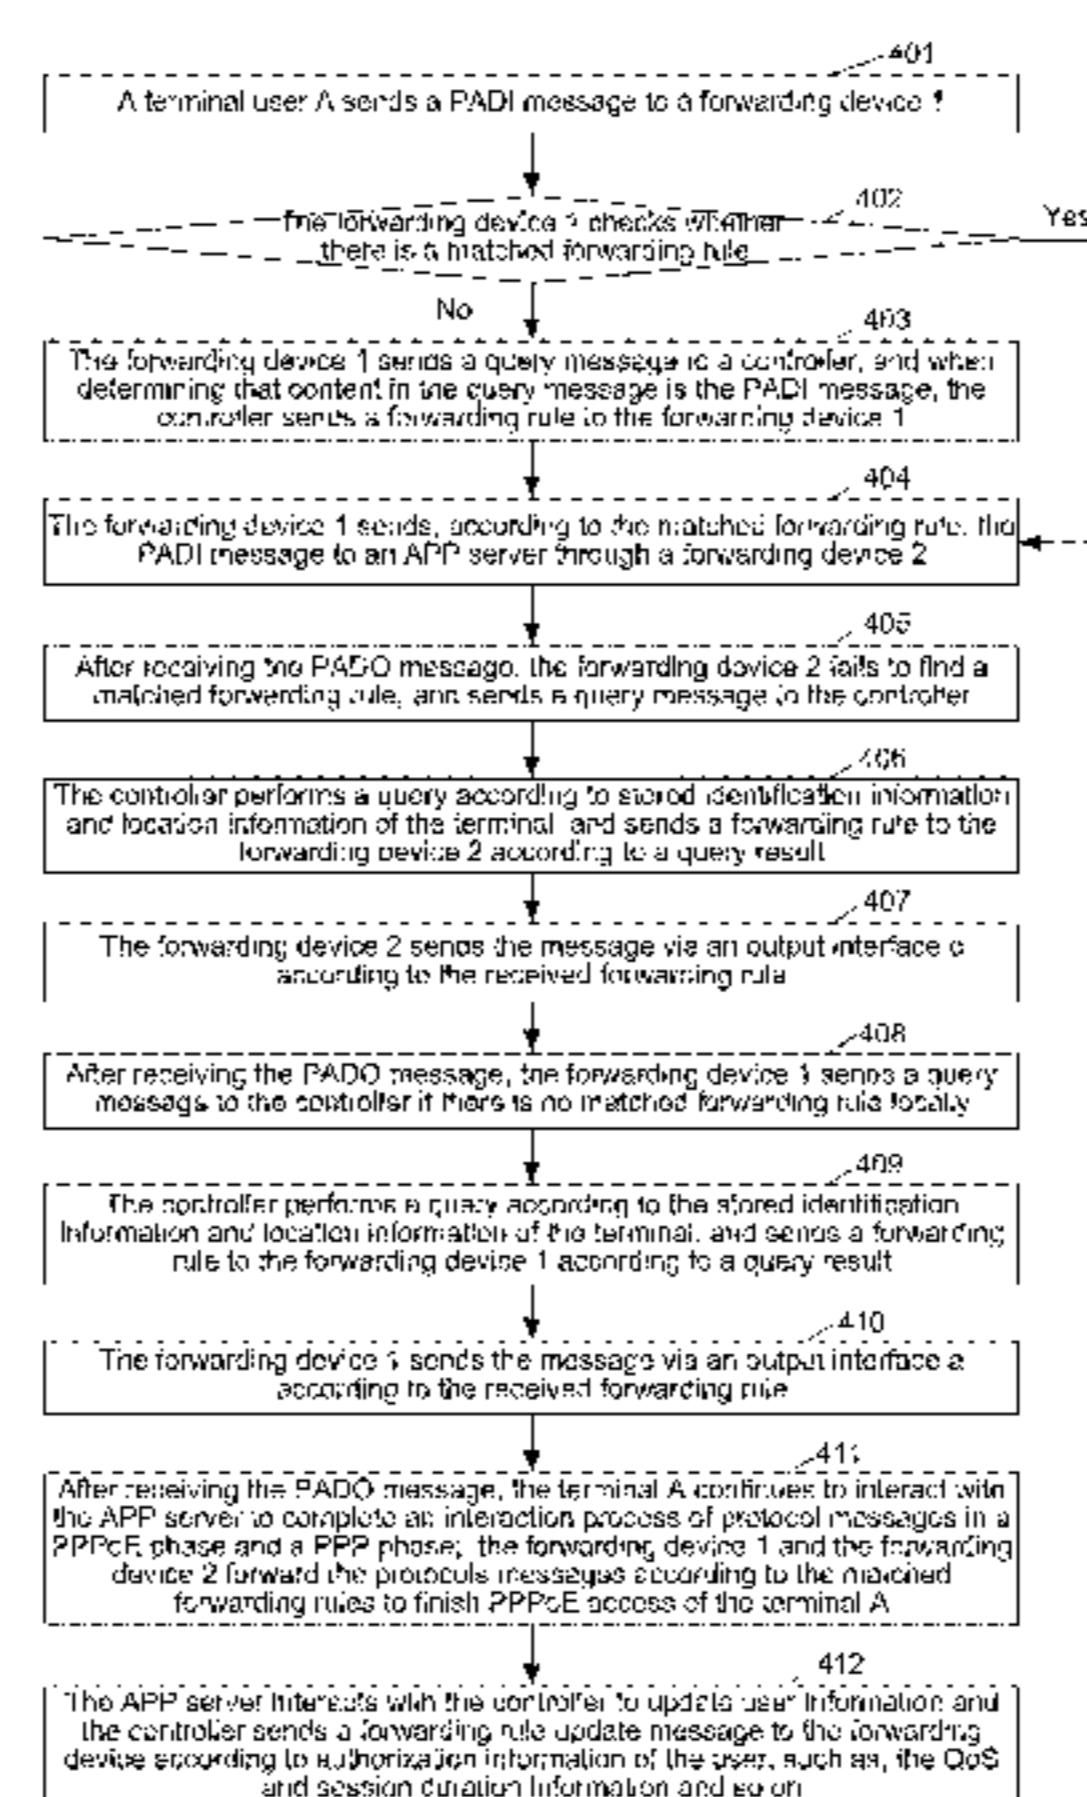 401
A terminal user A sends a PADI message to a forwarding device 1
402
The forwarding device 1 checks whether
there is a matched forwarding rule
Yes
No
403
The forwarding device 1 sends a query message to a controller, and when
determining that content in the query message is the PADI message, the
controller sends a forwarding rule to the forwarding device 1
404
The forwarding device 1 sends, according to the matched forwarding rule, the
PADI message to an APP server through a forwarding device 2
405
After receiving the PADO message, the forwarding device 2 fails to find a
matched forwarding rule, and sends a query message to the controller
406
The controller performs a query according to stored identification information
and location information of the terminal, and sends a forwarding rule to the
forwarding device 2 according to a query result
407
The forwarding device 2 sends the message via an output interface c
according to the received forwarding rule
408
After receiving the PADO message, the forwarding device 1 sends a query
message to the controller if there is no matched forwarding rule locally
409
The controller performs a query according to the stored identification
information and location information of the terminal, and sends a forwarding
rule to the forwarding device 1 according to a query result
410
The forwarding device 1 sends the message via an output interface a
according to the received forwarding rule
411
After receiving the PADO message, the terminal A continues to interact with
the APP server to complete an interaction process of protocol messages in a
PPPoE phase and a PPP phase; the forwarding device 1 and the forwarding
device 2 forward the protocols messages according to the matched
forwarding rules to finish PPPoE access of the terminal A
412
The APP server interacts with the controller to update user information and
the controller sends a forwarding rule update message to the forwarding
device according to authorization information of the user, such as, the QoS
and session duration information and so on